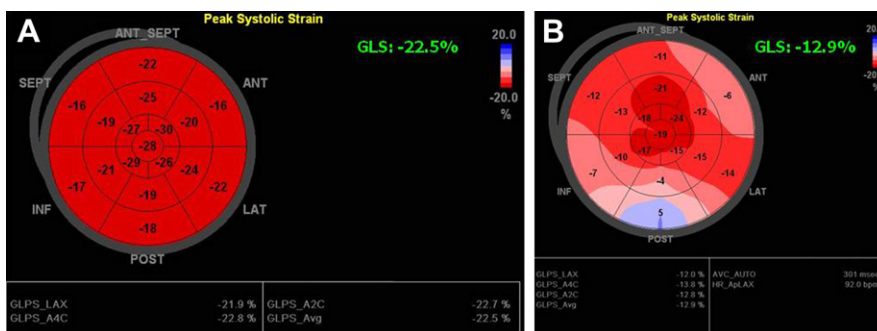 A
Peak Systolic Strain
GLS: -22.5%
20.0
-20.0
%
ANT_SEPT
SEPT
ANT
INF
LAT
POST
-22
-16
-16
-25
-19
-20
-27
-30
-28
-29
-26
-21
-24
-17
-22
-19
-18
GLPS_LAX -21.9 % GLPS_A2C -22.7 %
GLPS_A4C -22.8 % GLPS_Avg -22.5 %
B
Peak Systolic Strain
GLS: -12.9%
20.0
-20.0
%
ANT_SEPT
SEPT
ANT
INF
LAT
POST
-11
-6
-12
-21
-13
-12
-18
-24
-19
-17
-15
-10
-15
-7
-14
-4
5
GLPS_LAX -12.0 % AVC_AUTO 301 msec
GLPS_A4C -13.8 % HR_ApLAX 92.0 bpm
GLPS_A2C -12.8 %
GLPS_Avg -12.9 %